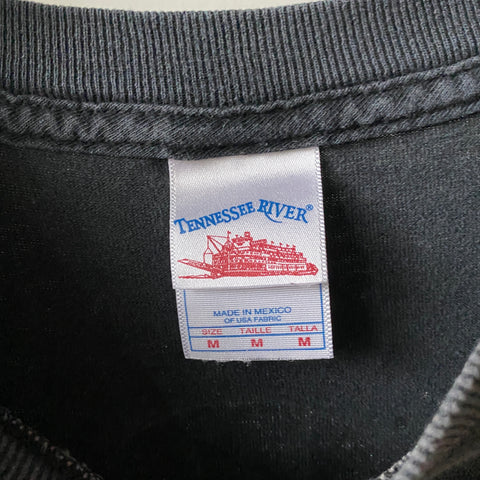 TENNESSEE RIVER®
MADE IN MEXICO
OF USA FABRIC
SIZE TAILLE TALLA
M M M